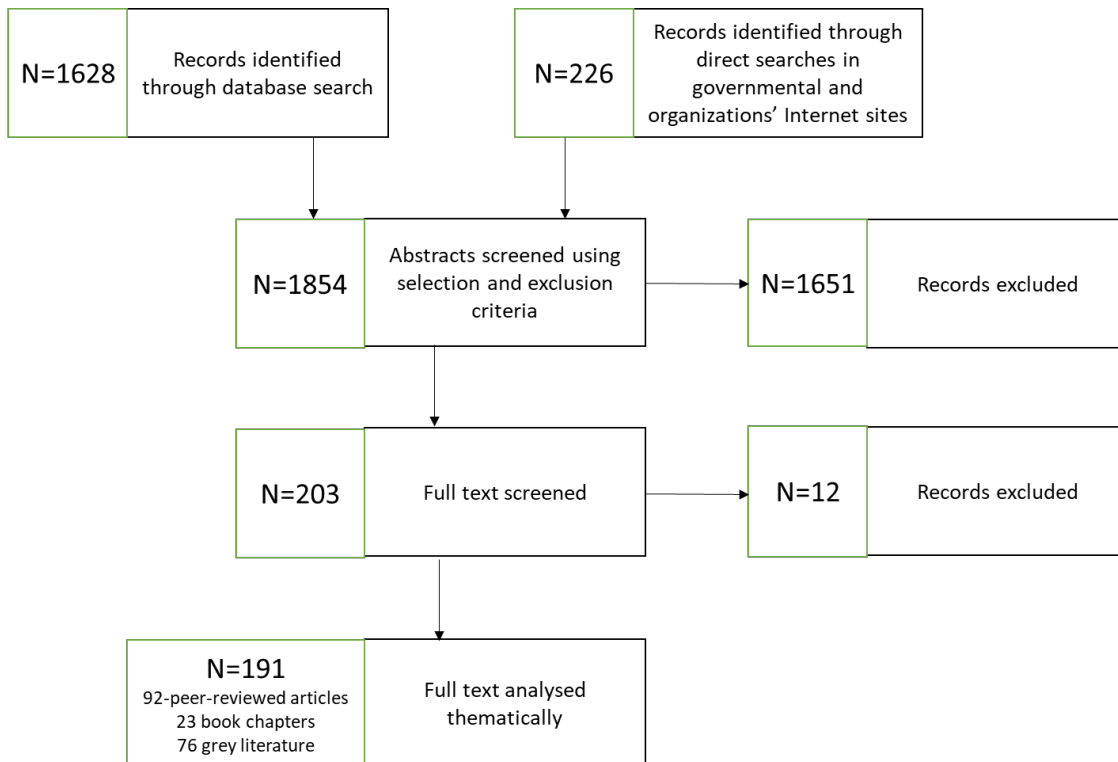 N=1628
Records identified
through database search
N=226
Records identified through
direct searches in
governmental and
organizations’ Internet sites
N=1854
Abstracts screened using
selection and exclusion
criteria
N=1651
Records excluded
N=203
Full text screened
N=12
Records excluded
N=191
92-peer-reviewed articles
23 book chapters
76 grey literature
Full text analysed
thematically